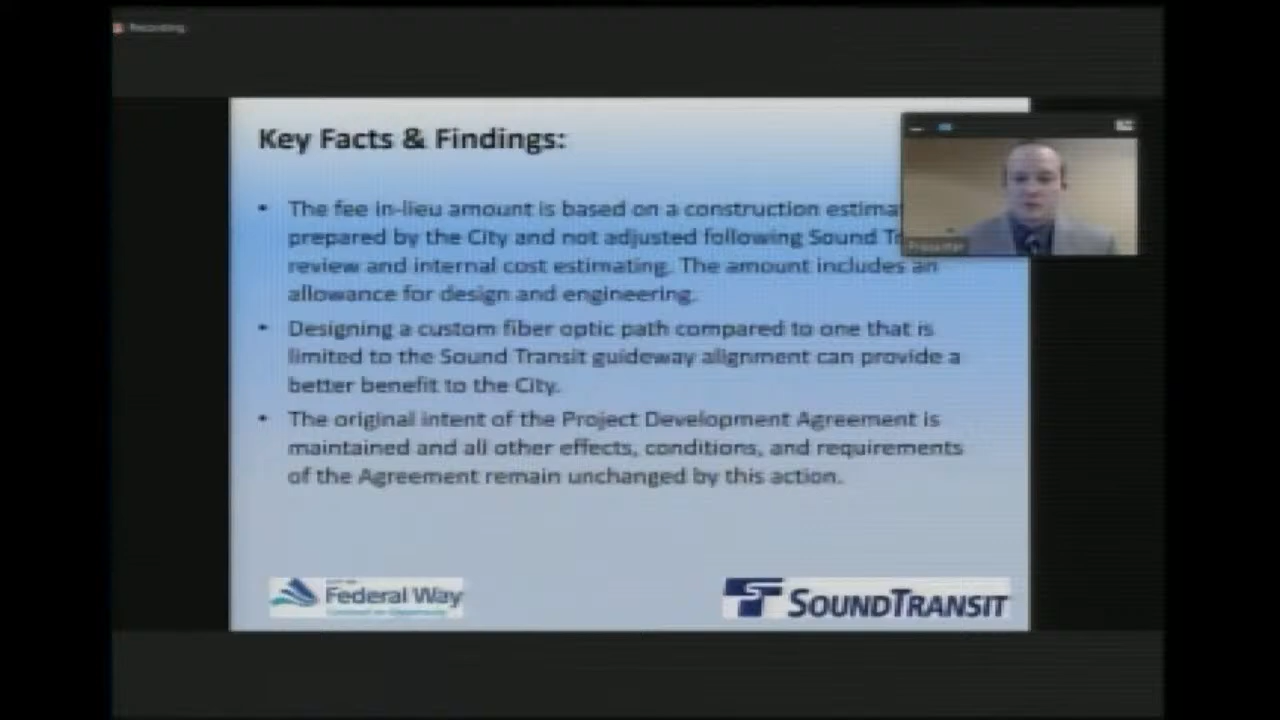 Recording
Key Facts & Findings:
• The fee in-lieu amount is based on a construction estima
prepared by the City and not adjusted following Sound Tr
review and internal cost estimating. The amount includes an
allowance for design and engineering.
• Designing a custom fiber optic path compared to one that is
limited to the Sound Transit guideway alignment can provide a
better benefit to the City.
• The original intent of the Project Development Agreement is
maintained and all other effects, conditions, and requirements
of the Agreement remain unchanged by this action.
Presenter
CITY OF
Federal Way
SOUNDTRANSIT